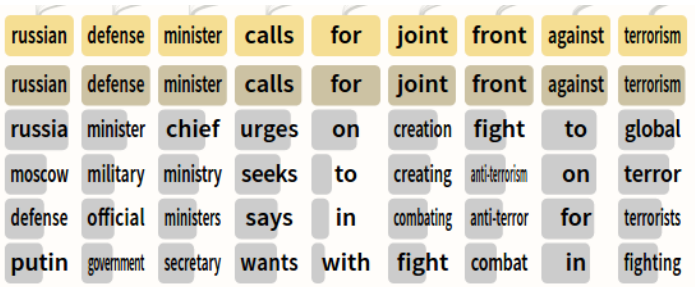 russian defense minister calls for joint front against terrorism
russian defense minister calls for joint front against terrorism
russia minister chief urges on creation fight to global
moscow military ministry seeks to creating anti-terrorism on terror
defense official ministers says in combating anti-terror for terrorists
putin government secretary wants with fight combat in fighting